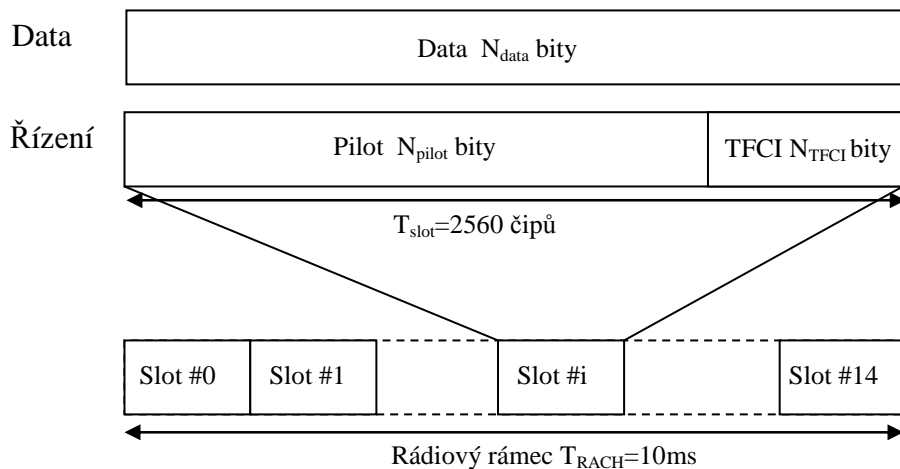 Data
Data N_data bity
Řízení
Pilot N_pilot bity
TFCI N_TFCI bity
T_slot=2560 čipů
Slot #0
Slot #1
Slot #i
Slot #14
Rádiový rámec T_RACH=10ms